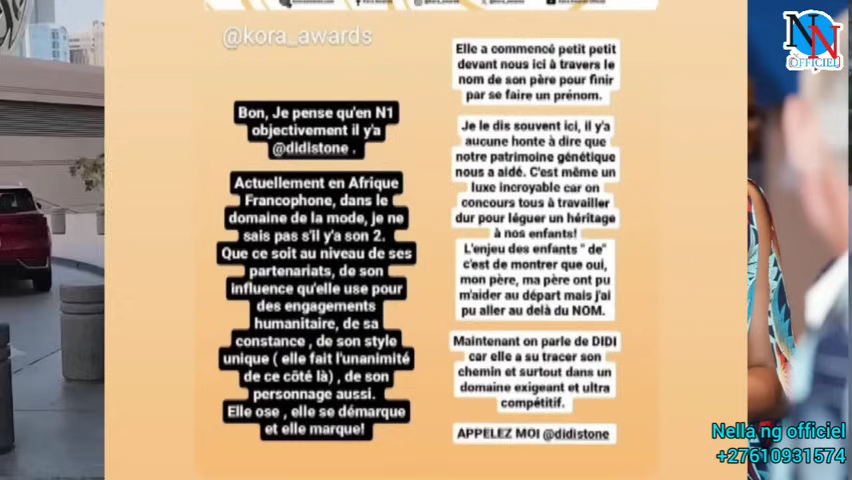 @kora_awards
Bon, Je pense qu'en N1
objectivement il y'a
@didistone .
Actuellement en Afrique
Francophone, dans le
domaine de la mode, je ne
sais pas s'il y'a son 2.
Que ce soit au niveau de ses
partenariats, de son
influence qu'elle use pour
des engagements
humanitaire, de sa
constance , de son style
unique ( elle fait l'unanimité
de ce côté là) , de son
personnage aussi.
Elle ose , elle se démarque
et elle marque!
Elle a commencé petit petit
devant nous ici à travers le
nom de son père pour finir
par se faire un prénom.
Je le dis souvent ici, il y'a
aucune honte à dire que
notre patrimoine génétique
nous a aidé. C'est même un
luxe incroyable car on
concours tous à travailler
dur pour léguer un héritage
à nos enfants!
L'enjeu des enfants " de"
c'est de montrer que oui,
mon père, ma père ont pu
m'aider au départ mais j'ai
pu aller au delà du NOM.
Maintenant on parle de DIDI
car elle a su tracer son
chemin et surtout dans un
domaine exigeant et ultra
compétitif.
APPELEZ MOI @didistone
NN
OFFICIEL
Nella ng officiel
+27610931574